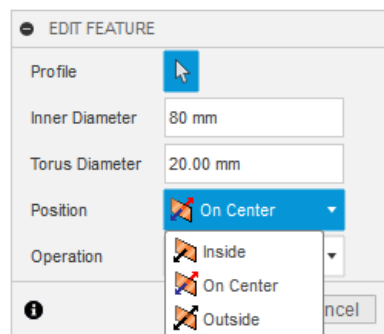 EDIT FEATURE
Profile
Inner Diameter 80 mm
Torus Diameter 20.00 mm
Position On Center
Operation Inside
On Center
Outside
ncel